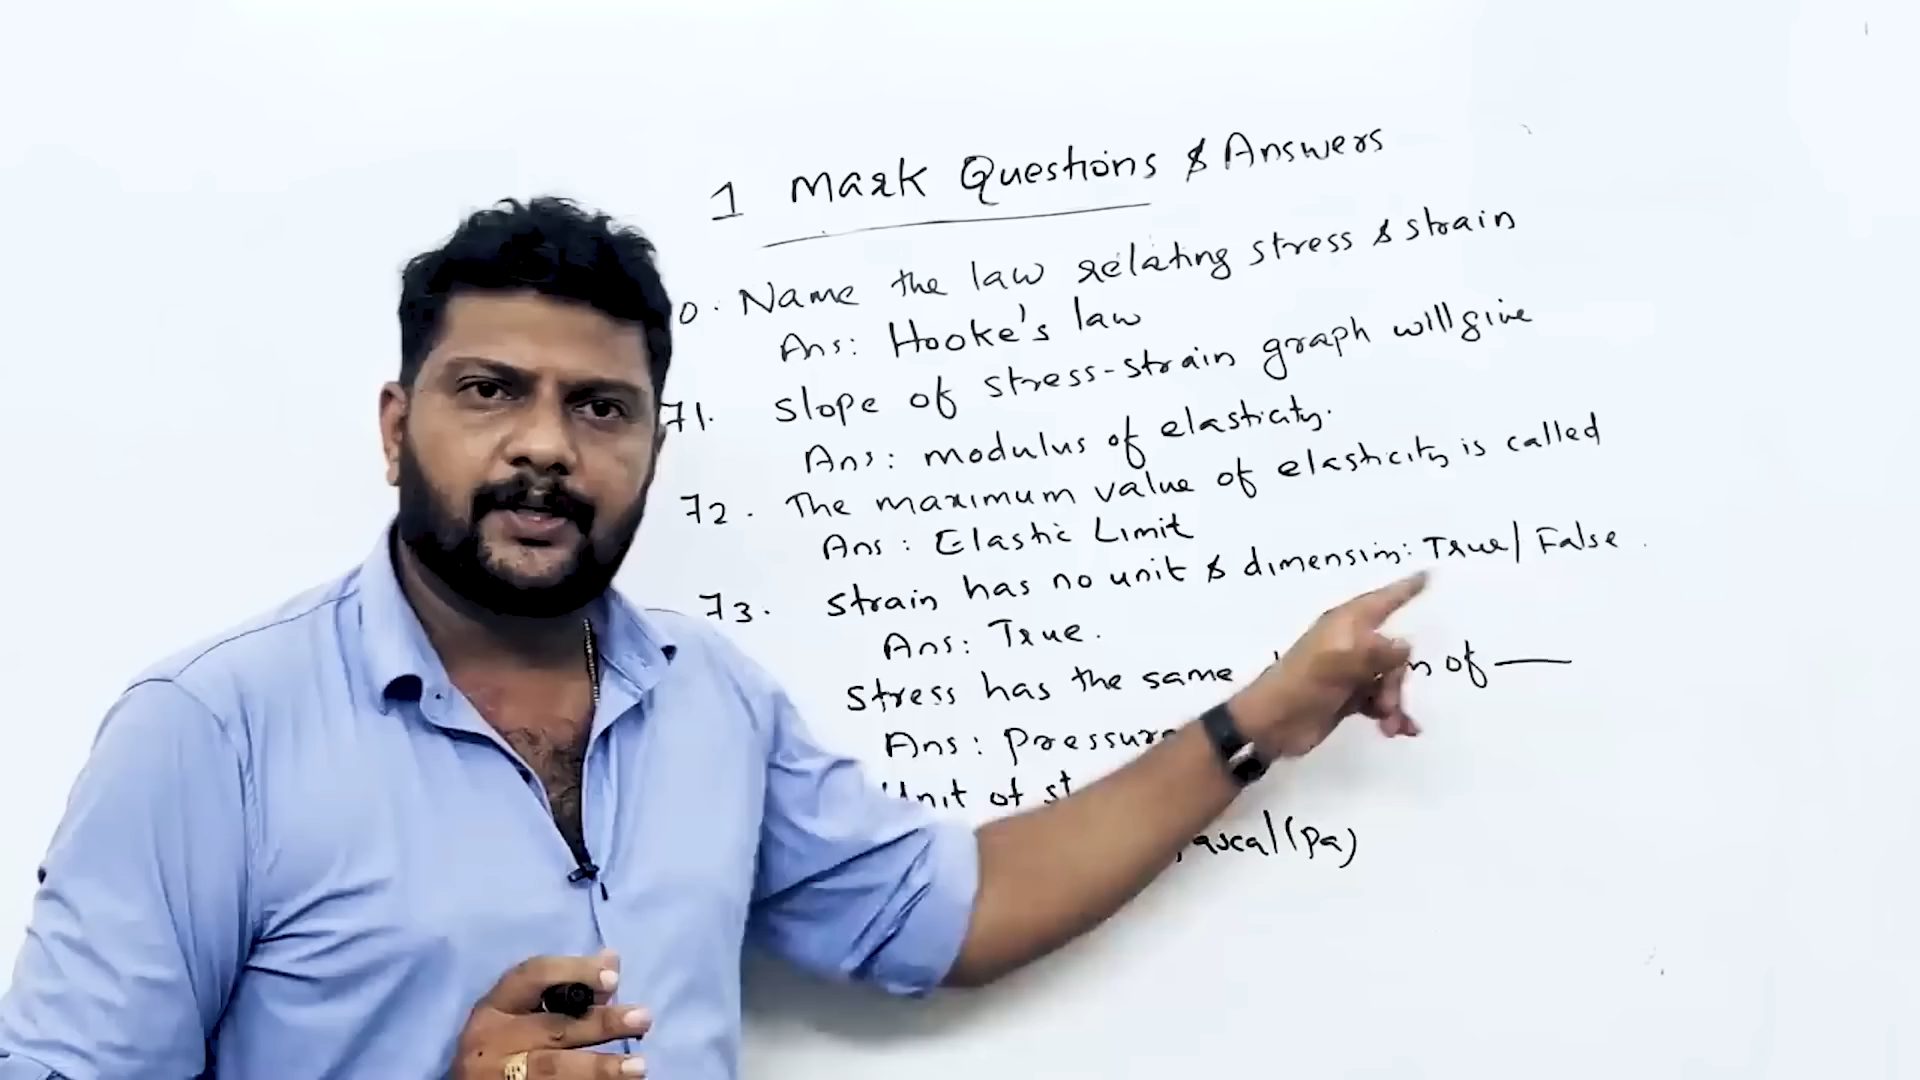 1 Mark Questions & Answers
0. Name the law relating stress & strain
Ans: Hooke's law
71. Slope of stress-strain graph will give
Ans: modulus of elasticity.
72. The maximum value of elasticity is called
Ans: Elastic Limit
73. Strain has no unit & dimension: True/False.
Ans: True.
Stress has the same of —
Ans: Pressure
Unit of
(Pa)